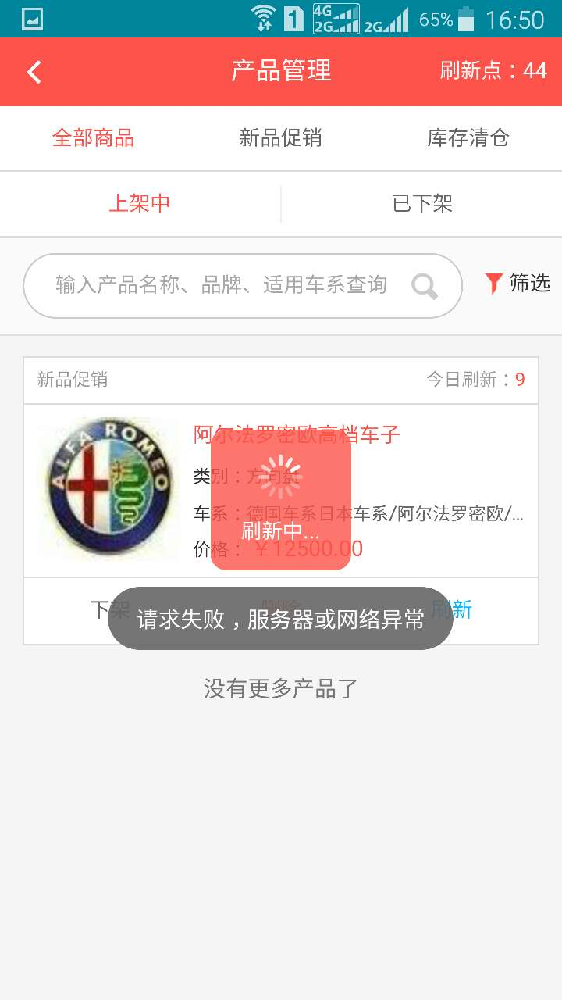 1 4G 2G 2G 65% 16:50
产品管理 刷新点：44
全部商品 新品促销 库存清仓
上架中 已下架
输入产品名称、品牌、适用车系查询 筛选
新品促销 今日刷新：9
ALFA ROMEO
阿尔法罗密欧高档车子
类别：方向盘
车系：德国车系日本车系/阿尔法罗密欧/...
刷新中...
价格：￥12500.00
下架 删除 刷新
请求失败，服务器或网络异常
没有更多产品了